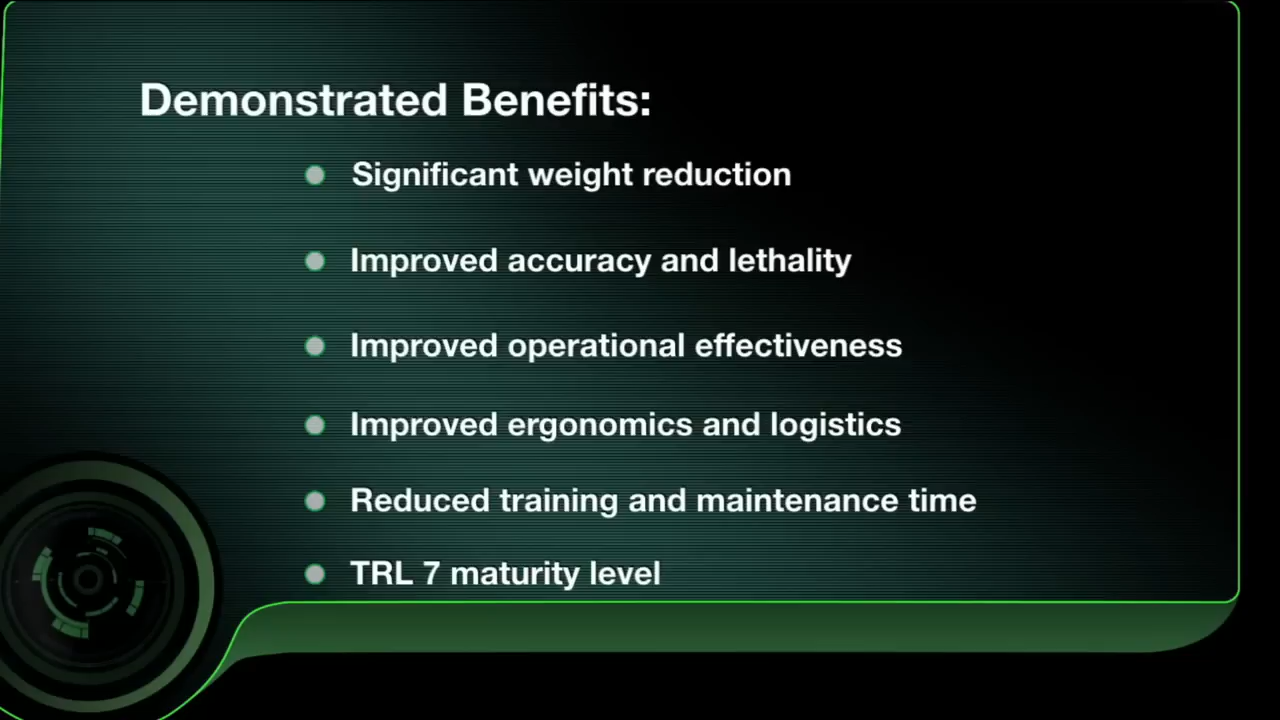 Demonstrated Benefits:
Significant weight reduction
Improved accuracy and lethality
Improved operational effectiveness
Improved ergonomics and logistics
Reduced training and maintenance time
TRL 7 maturity level